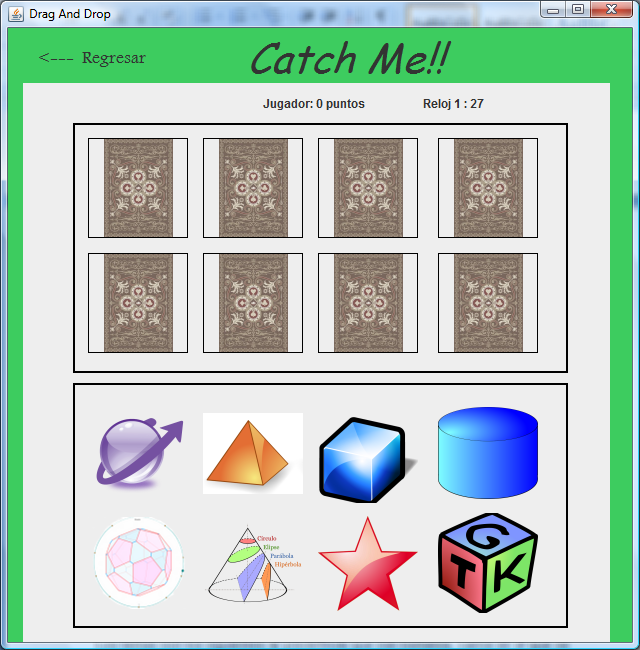 Drag And Drop
<--- Regresar
Catch Me!!
Jugador: 0 puntos
Reloj 1 : 27
Círculo
Elipse
Parábola
Hipérbola
G
T K